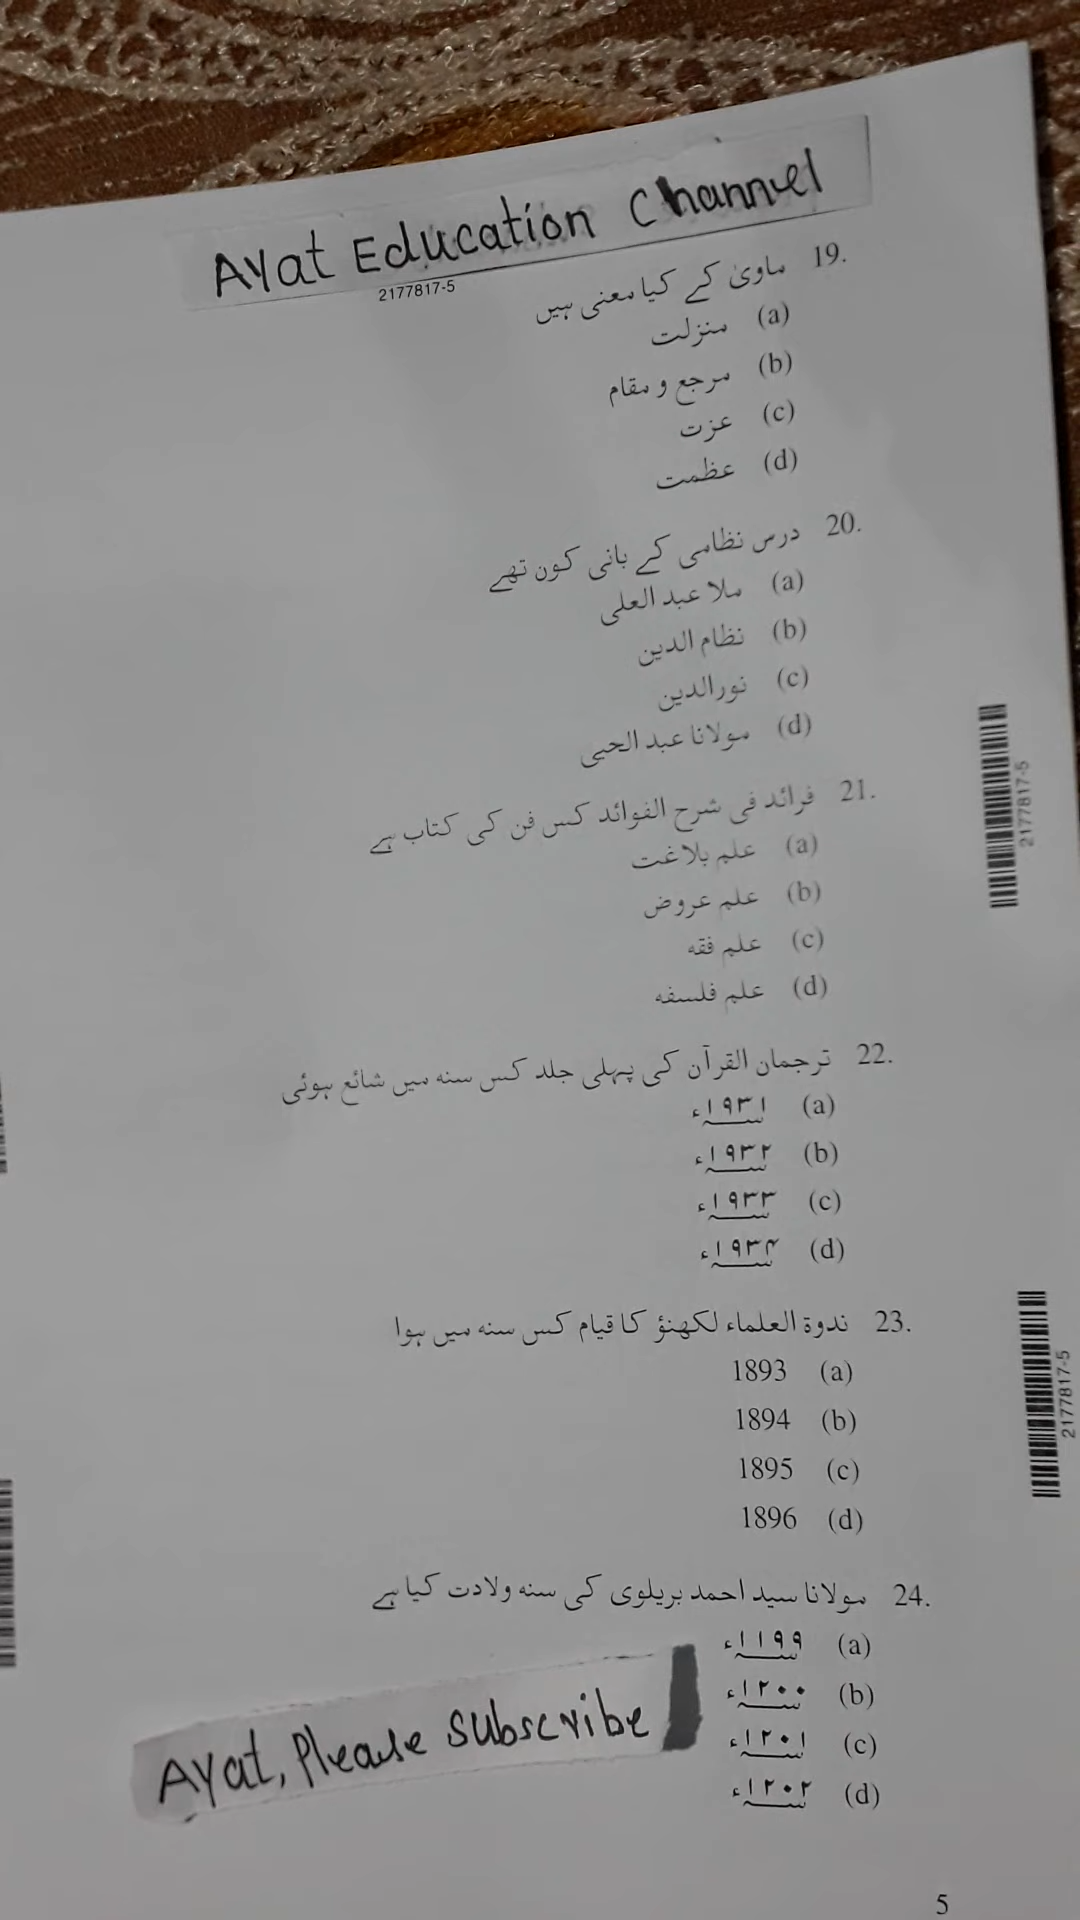 Ayat Education Channel
2177817-5
19. ماویٰ کے کیا معنی ہیں
(a) منزلت
(b) مرجع و مقام
(c) عزت
(d) عظمت
20. درس نظامی کے بانی کون تھے
(a) ملا عبد العلی
(b) نظام الدین
(c) نورالدین
(d) مولانا عبد الحیی
21. فرائد فی شرح الفوائد کس فن کی کتاب ہے
(a) علم بلاغت
(b) علم عروض
(c) علم فقہ
(d) علم فلسفہ
22. ترجمان القرآن کی پہلی جلد کس سنہ میں شائع ہوئی
(a) ؁۱۹۳۱ء
(b) ؁۱۹۳۲ء
(c) ؁۱۹۳۳ء
(d) ؁۱۹۳۴ء
23. ندوۃ العلماء لکھنؤ کا قیام کس سنہ میں ہوا
(a) 1893
(b) 1894
(c) 1895
(d) 1896
24. مولانا سید احمد بریلوی کی سنہ ولادت کیا ہے
(a) ؁۱۱۹۹ء
(b) ؁۱۲۰۰ء
(c) ؁۱۲۰۱ء
(d) ؁۱۲۰۲ء
Ayat, Please subscribe
2177817-5
2177817-5
5